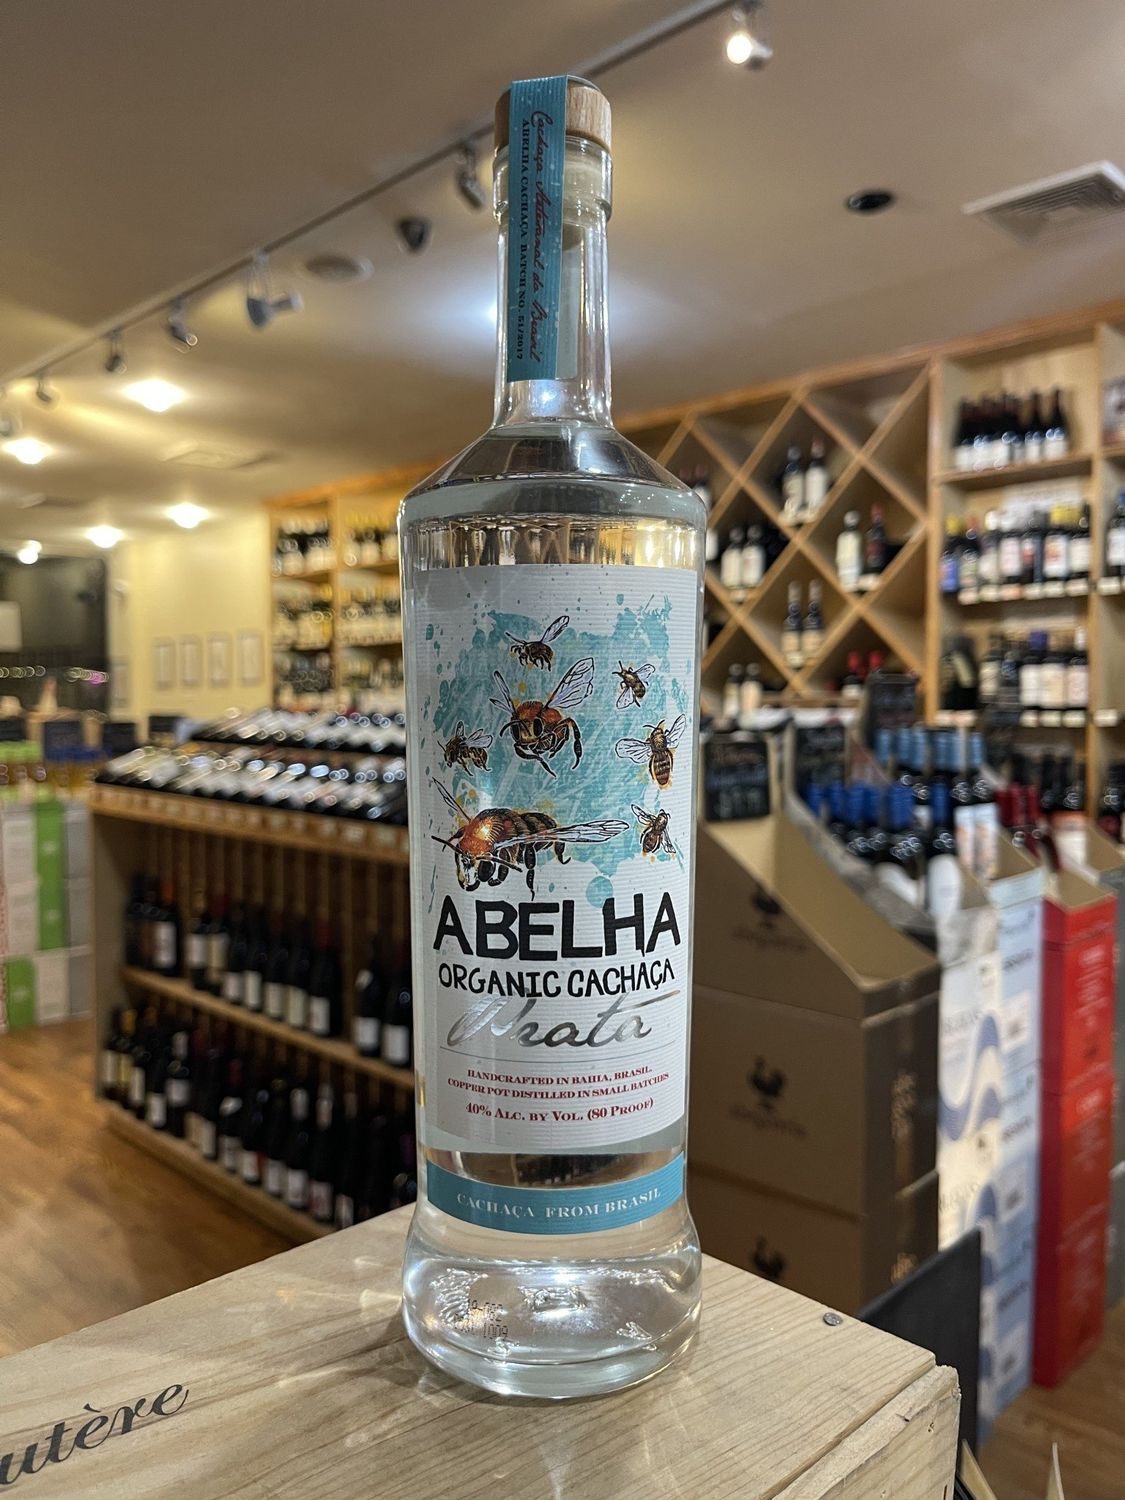 Cachaça Artesanal do Brasil
ABELHA CACHAÇA BATCH NO. 51/2017
ABELHA
ORGANIC CACHAÇA
Prata
HANDCRAFTED IN BAHIA, BRASIL.
COPPER POT DISTILLED IN SMALL BATCHES
40% ALC. BY VOL. (80 PROOF)
CACHAÇA FROM BRASIL
utère